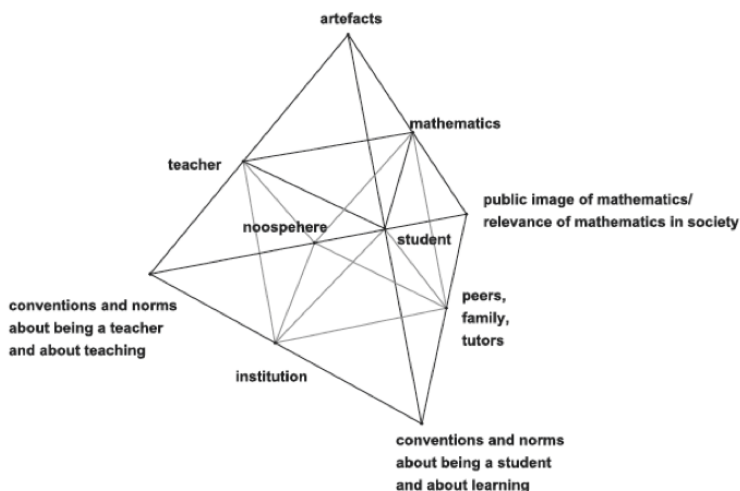 artefacts
mathematics
teacher
public image of mathematics/
relevance of mathematics in society
noospehere
student
conventions and norms
about being a teacher
and about teaching
peers,
family,
tutors
institution
conventions and norms
about being a student
and about learning